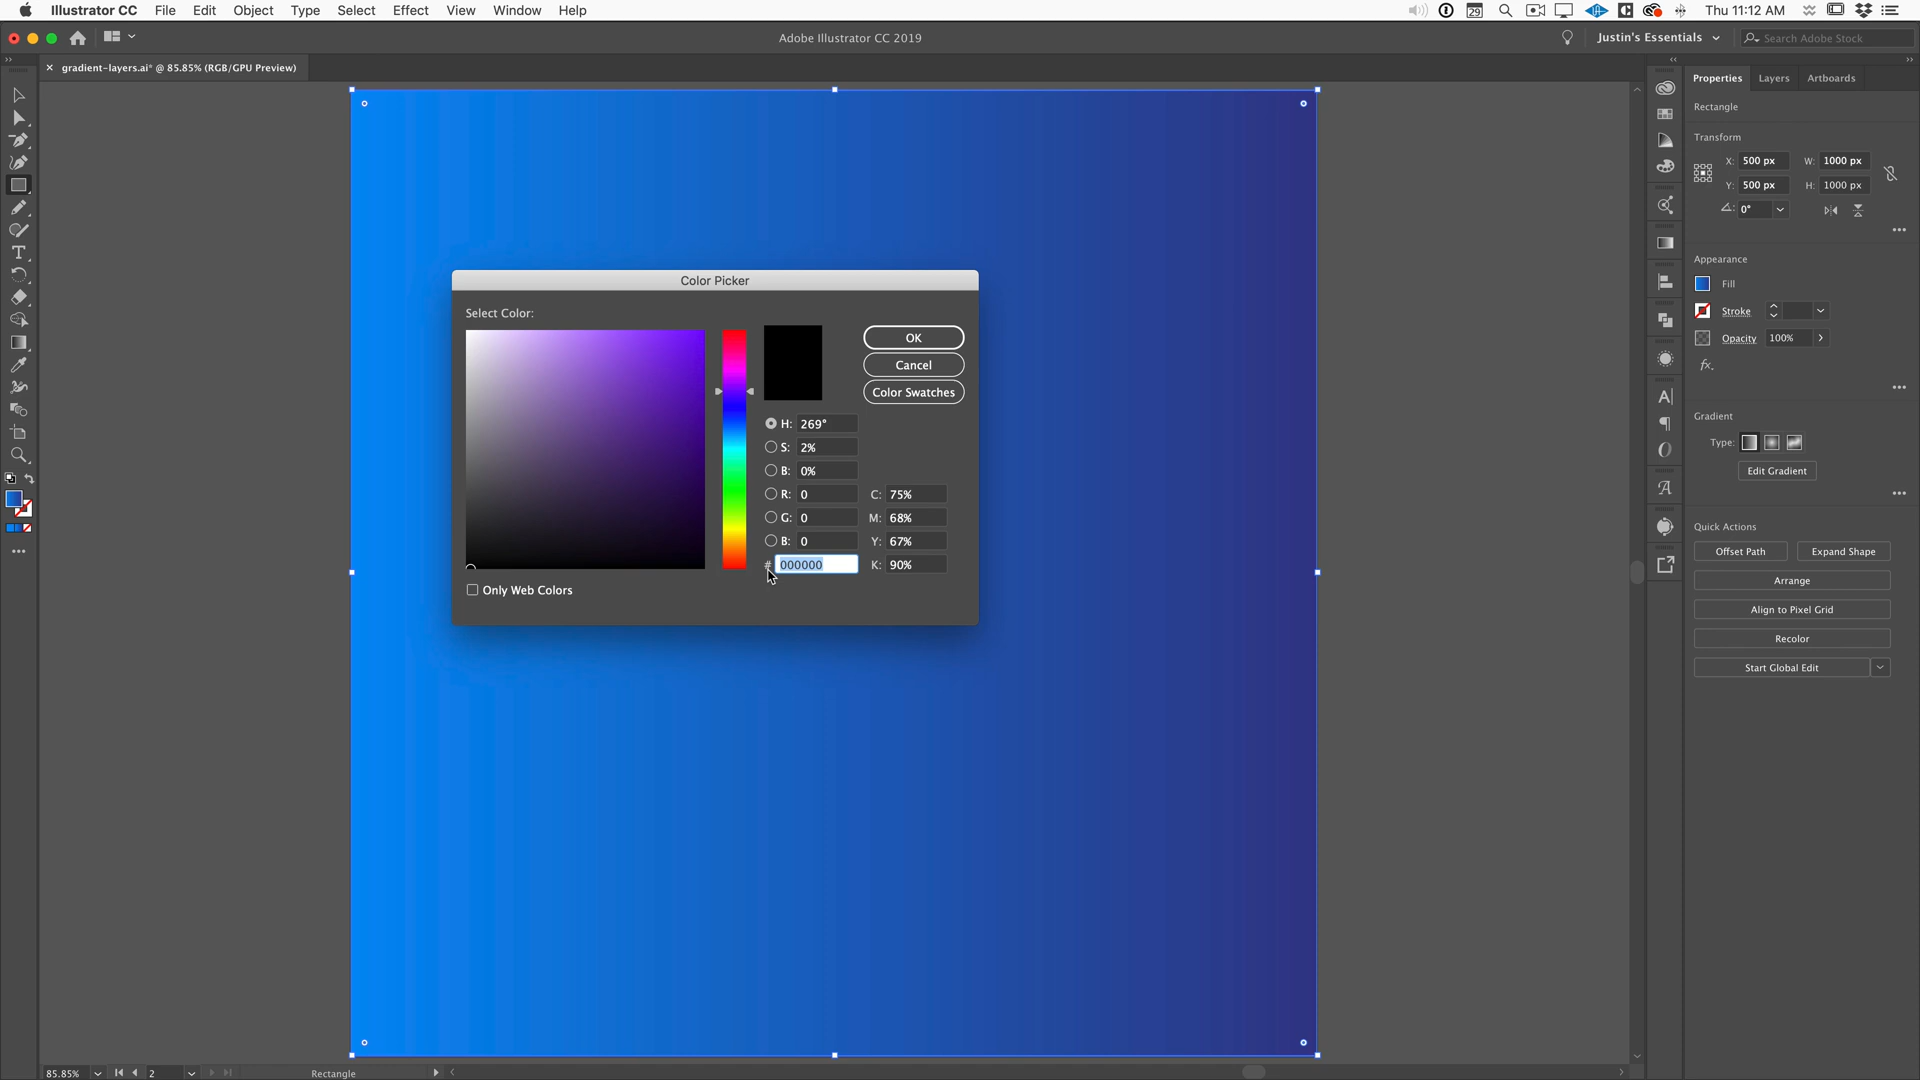 Illustrator CC File Edit Object Type Select Effect View Window Help
29 Thu 11:12 AM
Adobe Illustrator CC 2019
Justin's Essentials
Search Adobe Stock
gradient-layers.ai* @ 85.85% (RGB/GPU Preview)
Properties Layers Artboards
Rectangle
Transform
X: 500 px W: 1000 px
Y: 500 px H: 1000 px
0°
Appearance
Fill
Stroke
Opacity 100%
fx.
Gradient
Type:
Edit Gradient
Quick Actions
Offset Path Expand Shape
Arrange
Align to Pixel Grid
Recolor
Start Global Edit
Color Picker
Select Color:
OK
Cancel
Color Swatches
H: 269°
S: 2%
B: 0%
R: 0 C: 75%
G: 0 M: 68%
B: 0 Y: 67%
# 000000 K: 90%
Only Web Colors
85.85% 2 Rectangle